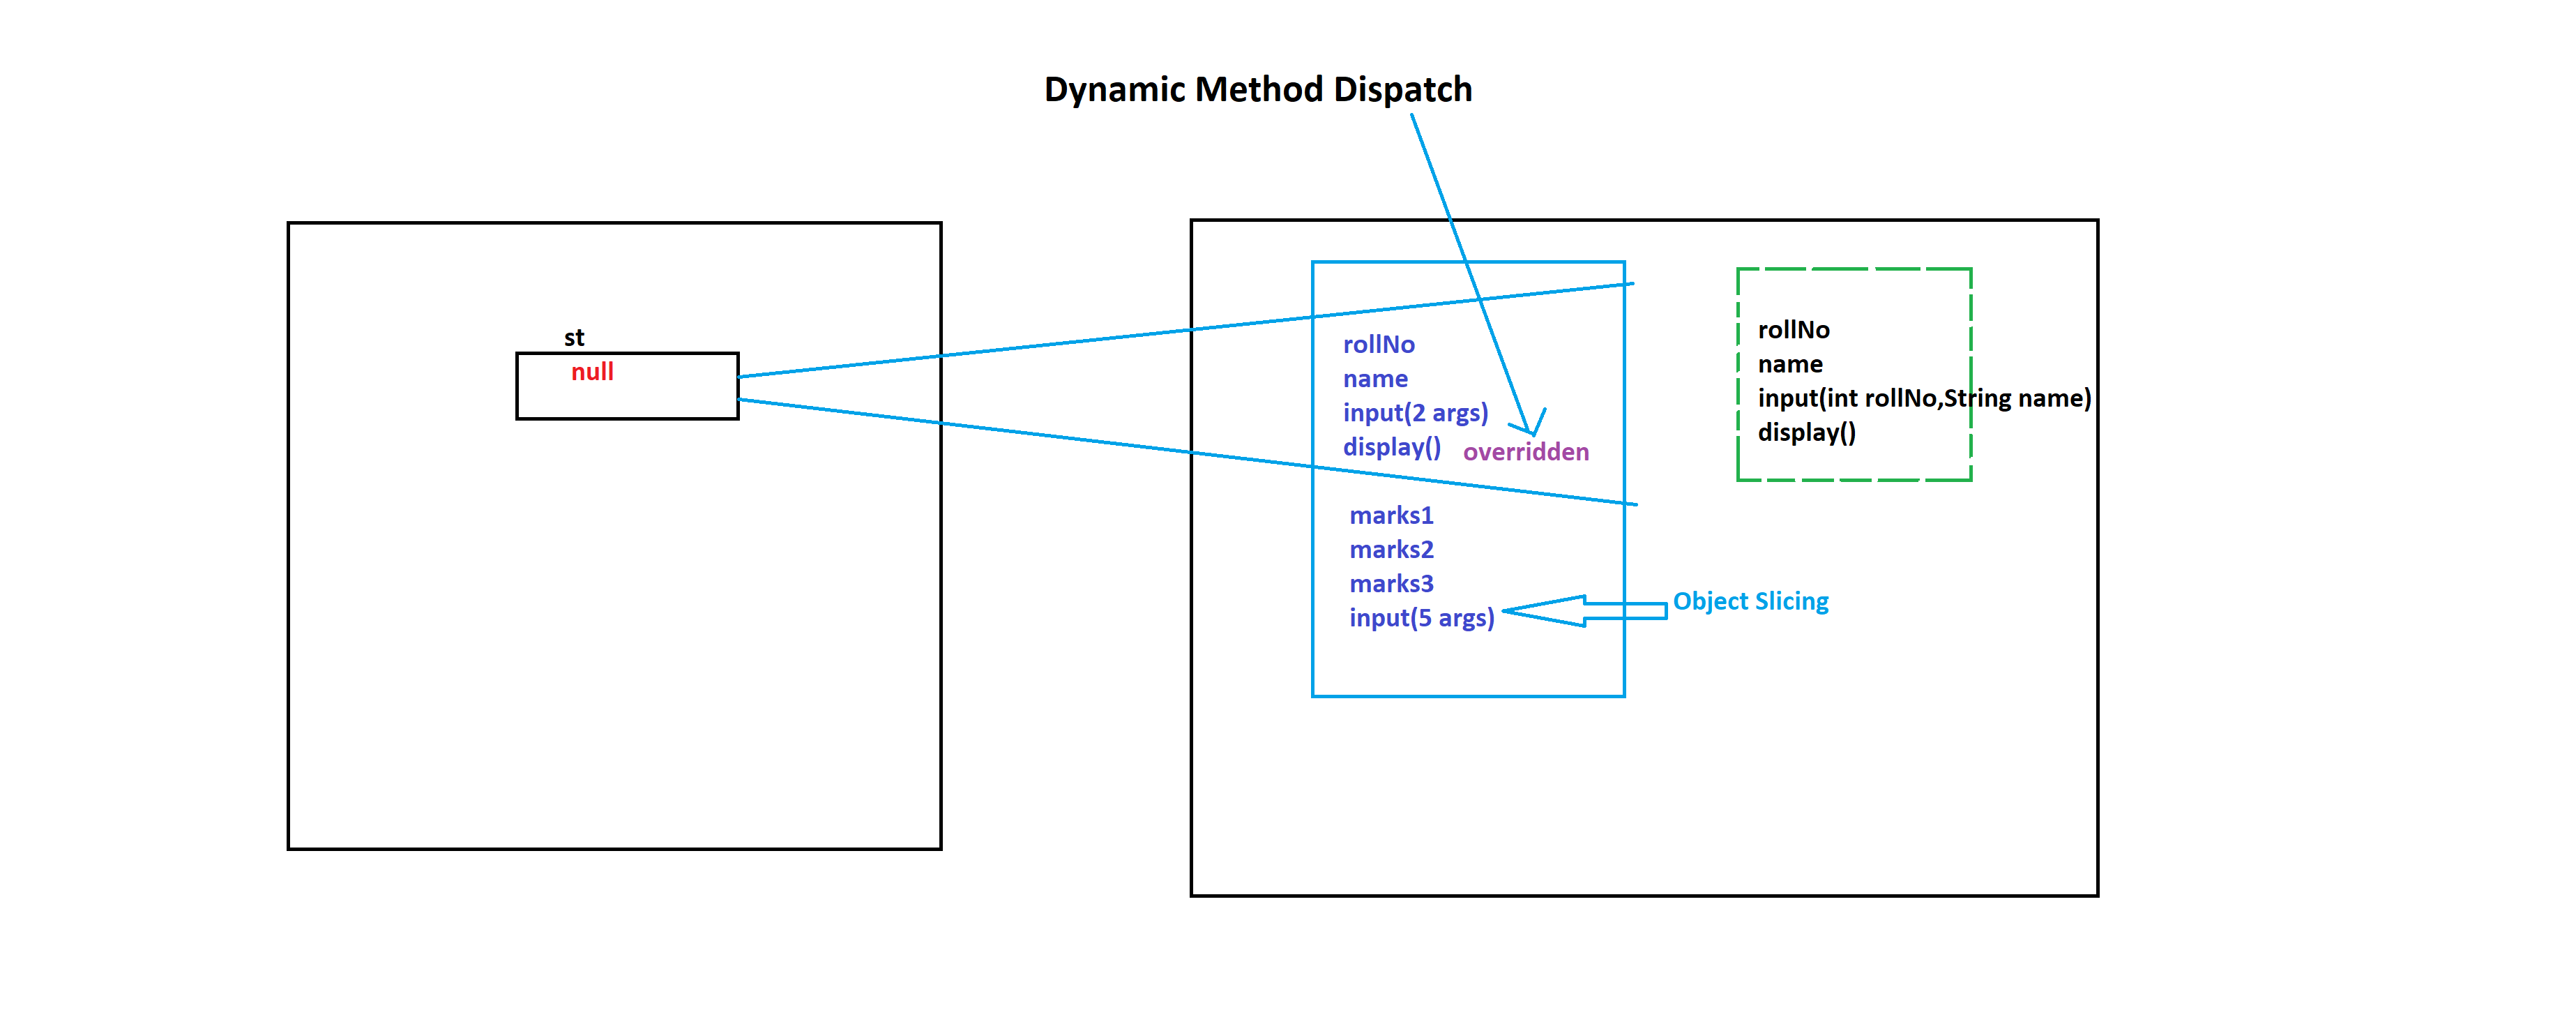 Dynamic Method Dispatch
st
null
rollNo
name
input(2 args)
display() overridden
marks1
marks2
marks3
input(5 args)
Object Slicing
rollNo
name
input(int rollNo,String name)
display()